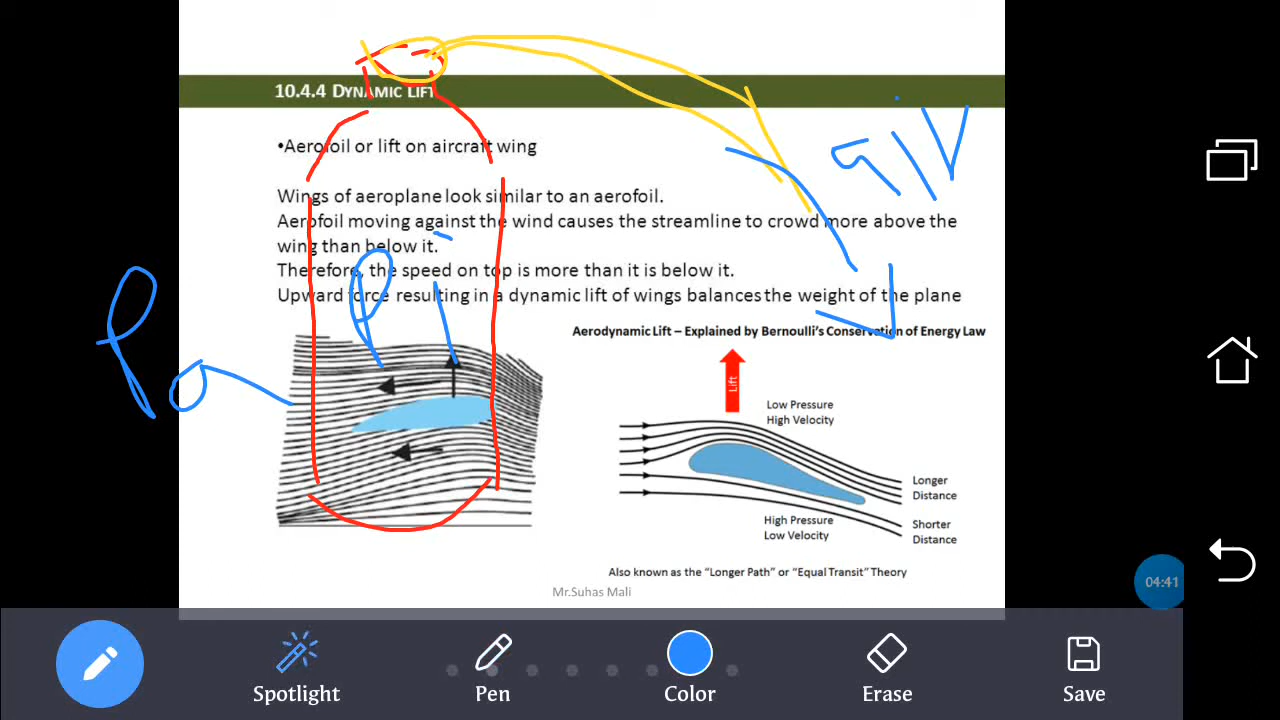 10.4.4 DYNAMIC LIFT
•Aerofoil or lift on aircraft wing
air
Wings of aeroplane look similar to an aerofoil.
Aerofoil moving against the wind causes the streamline to crowd more above the
wing than below it.
Therefore, the speed on top is more than it is below it.
Upward force resulting in a dynamic lift of wings balances the weight of the plane
Pi
Pa
Aerodynamic Lift – Explained by Bernoulli's Conservation of Energy Law
Lift
Low Pressure
High Velocity
Longer
Distance
High Pressure
Low Velocity
Shorter
Distance
Also known as the "Longer Path" or "Equal Transit" Theory
Mr.Suhas Mali
04:41
Spotlight
Pen
Color
Erase
Save